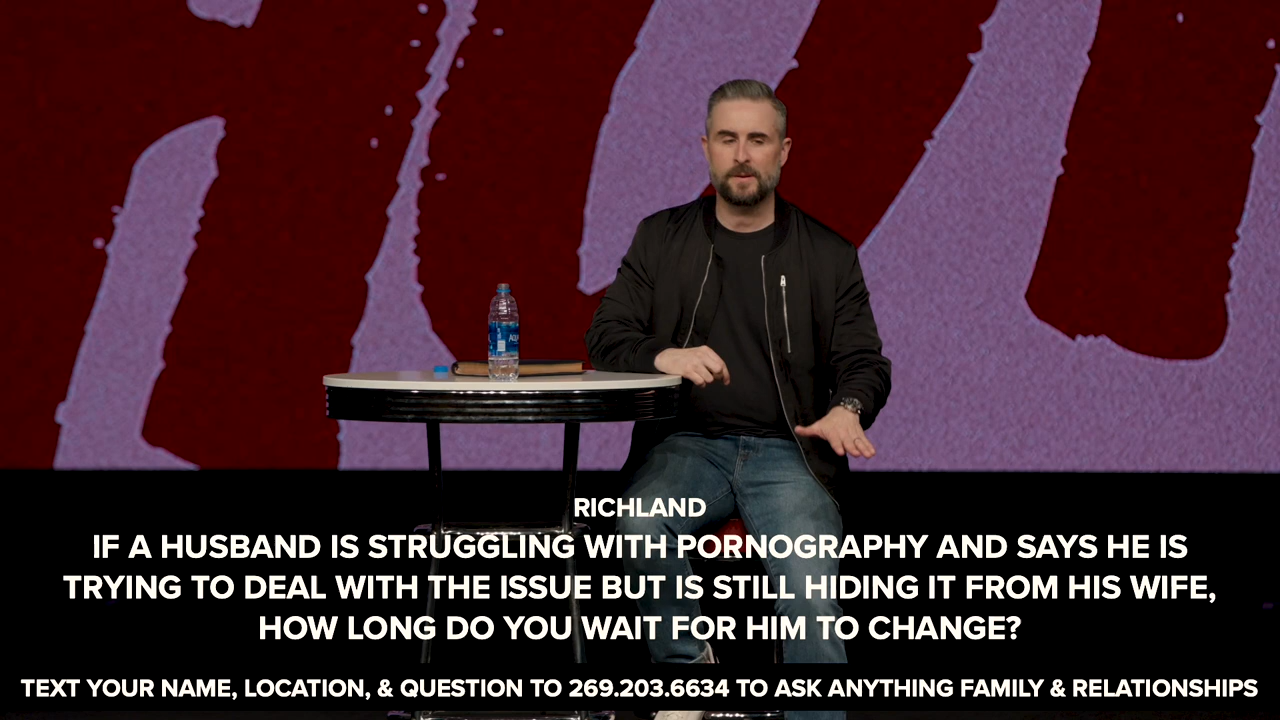 RICHLAND
IF A HUSBAND IS STRUGGLING WITH PORNOGRAPHY AND SAYS HE IS
TRYING TO DEAL WITH THE ISSUE BUT IS STILL HIDING IT FROM HIS WIFE,
HOW LONG DO YOU WAIT FOR HIM TO CHANGE?
TEXT YOUR NAME, LOCATION, & QUESTION TO 269.203.6634 TO ASK ANYTHING FAMILY & RELATIONSHIPS